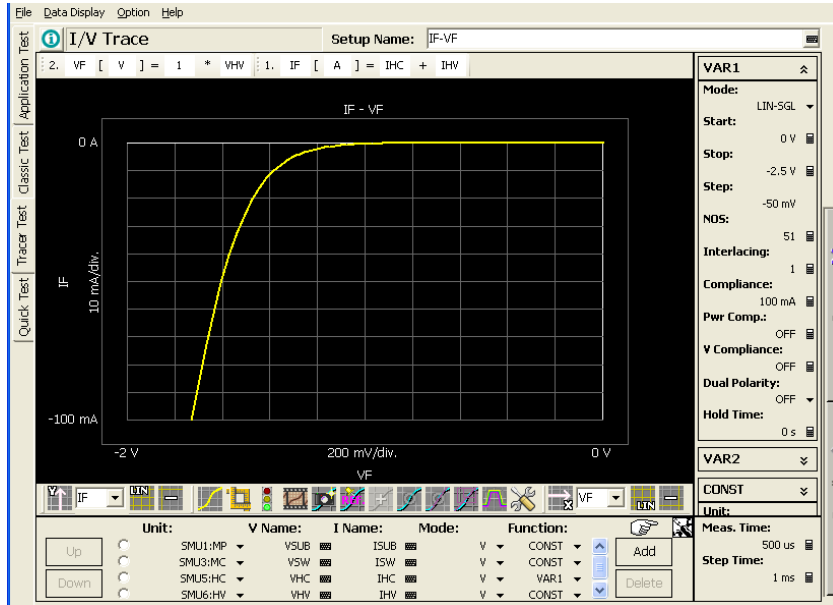 File Data Display Option Help
I/V Trace Setup Name: IF-VF
2. VF [ V ] = 1 * VHV 1. IF [ A ] = IHC + IHV
Application Test
Classic Test
Tracer Test
Quick Test
IF - VF
0 A
IF
10 mA/div.
-100 mA
-2 V 200 mV/div. 0 V
VF
VAR1
Mode:
LIN-SGL
Start:
0 V
Stop:
-2.5 V
Step:
-50 mV
NOS:
51
Interlacing:
1
Compliance:
100 mA
Pwr Comp.:
OFF
V Compliance:
OFF
Dual Polarity:
OFF
Hold Time:
0 s
VAR2
CONST
Unit:
Y IF LIN X VF LIN
Unit: V Name: I Name: Mode: Function:
Up SMU1:MP VSUB ISUB V CONST Add
SMU3:MC VSW ISW V CONST
Down SMU5:HC VHC IHC V VAR1 Delete
SMU6:HV VHV IHV V CONST
Meas. Time:
500 us
Step Time:
1 ms